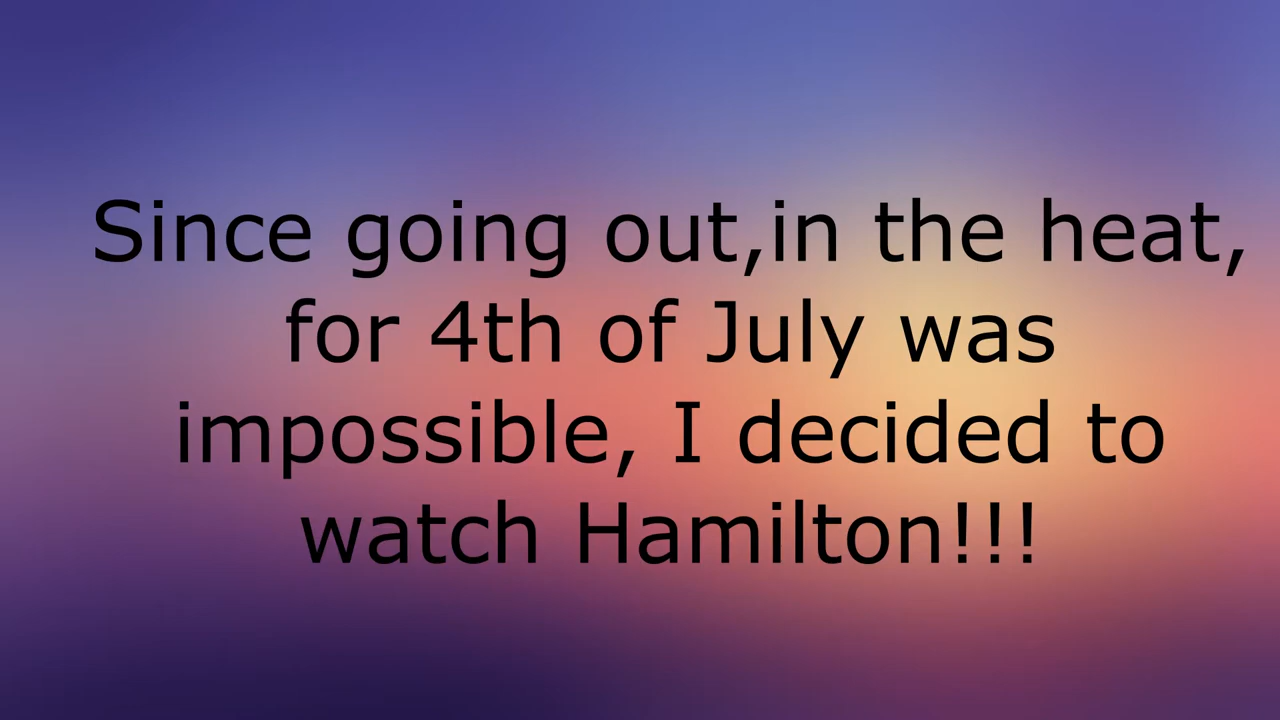 Since going out,in the heat,
for 4th of July was
impossible, I decided to
watch Hamilton!!!